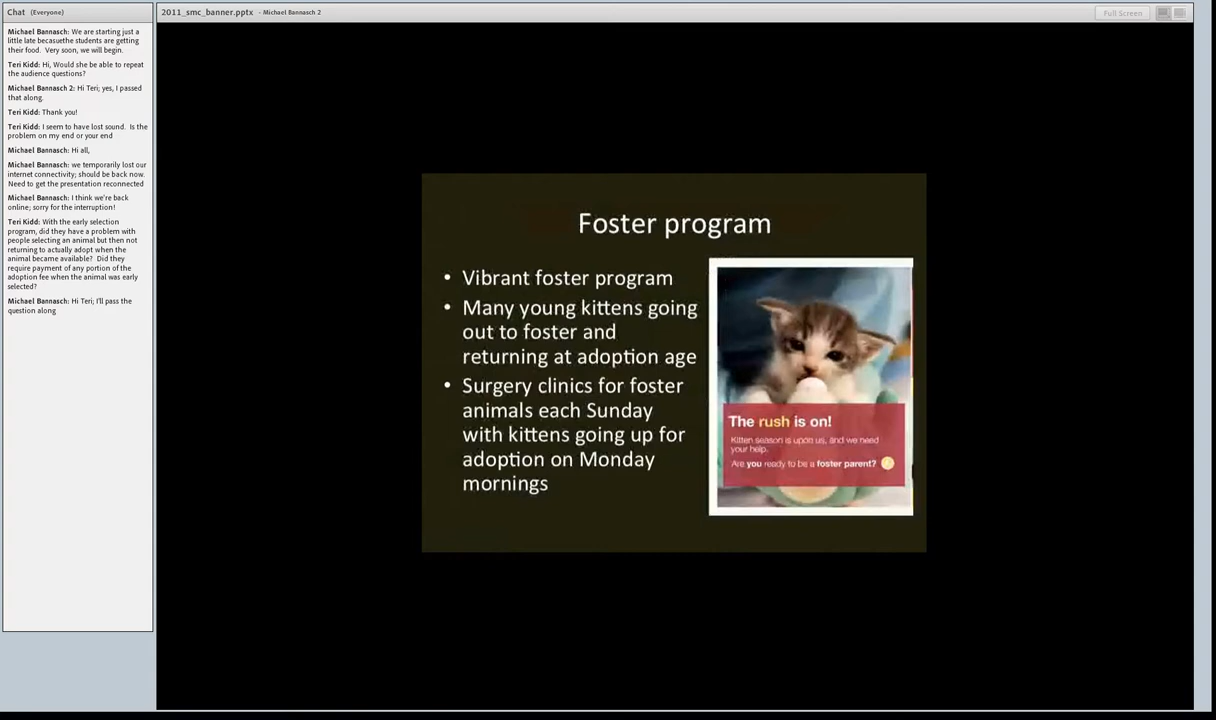 Chat (Everyone)
Michael Bannasch: We are starting just a
little late becasuethe students are getting
their food. Very soon, we will begin.
Teri Kidd: Hi, Would she be able to repeat
the audience questions?
Michael Bannasch 2: Hi Teri; yes, I passed
that along.
Teri Kidd: Thank you!
Teri Kidd: I seem to have lost sound. Is the
problem on my end or your end
Michael Bannasch: Hi all,
Michael Bannasch: we temporarily lost our
internet connectivity; should be back now.
Need to get the presentation reconnected
Michael Bannasch: I think we're back
online; sorry for the interruption!
Teri Kidd: With the early selection
program, did they have a problem with
people selecting an animal but then not
returning to actually adopt when the
animal became available? Did they
require payment of any portion of the
adoption fee when the animal was early
selected?
Michael Bannasch: Hi Teri; I'll pass the
question along
2011_smc_banner.pptx - Michael Bannasch 2
Full Screen
Foster program
• Vibrant foster program
• Many young kittens going
out to foster and
returning at adoption age
• Surgery clinics for foster
animals each Sunday
with kittens going up for
adoption on Monday
mornings
The rush is on!
Kitten season is upon us, and we need
your help.
Are you ready to be a foster parent?